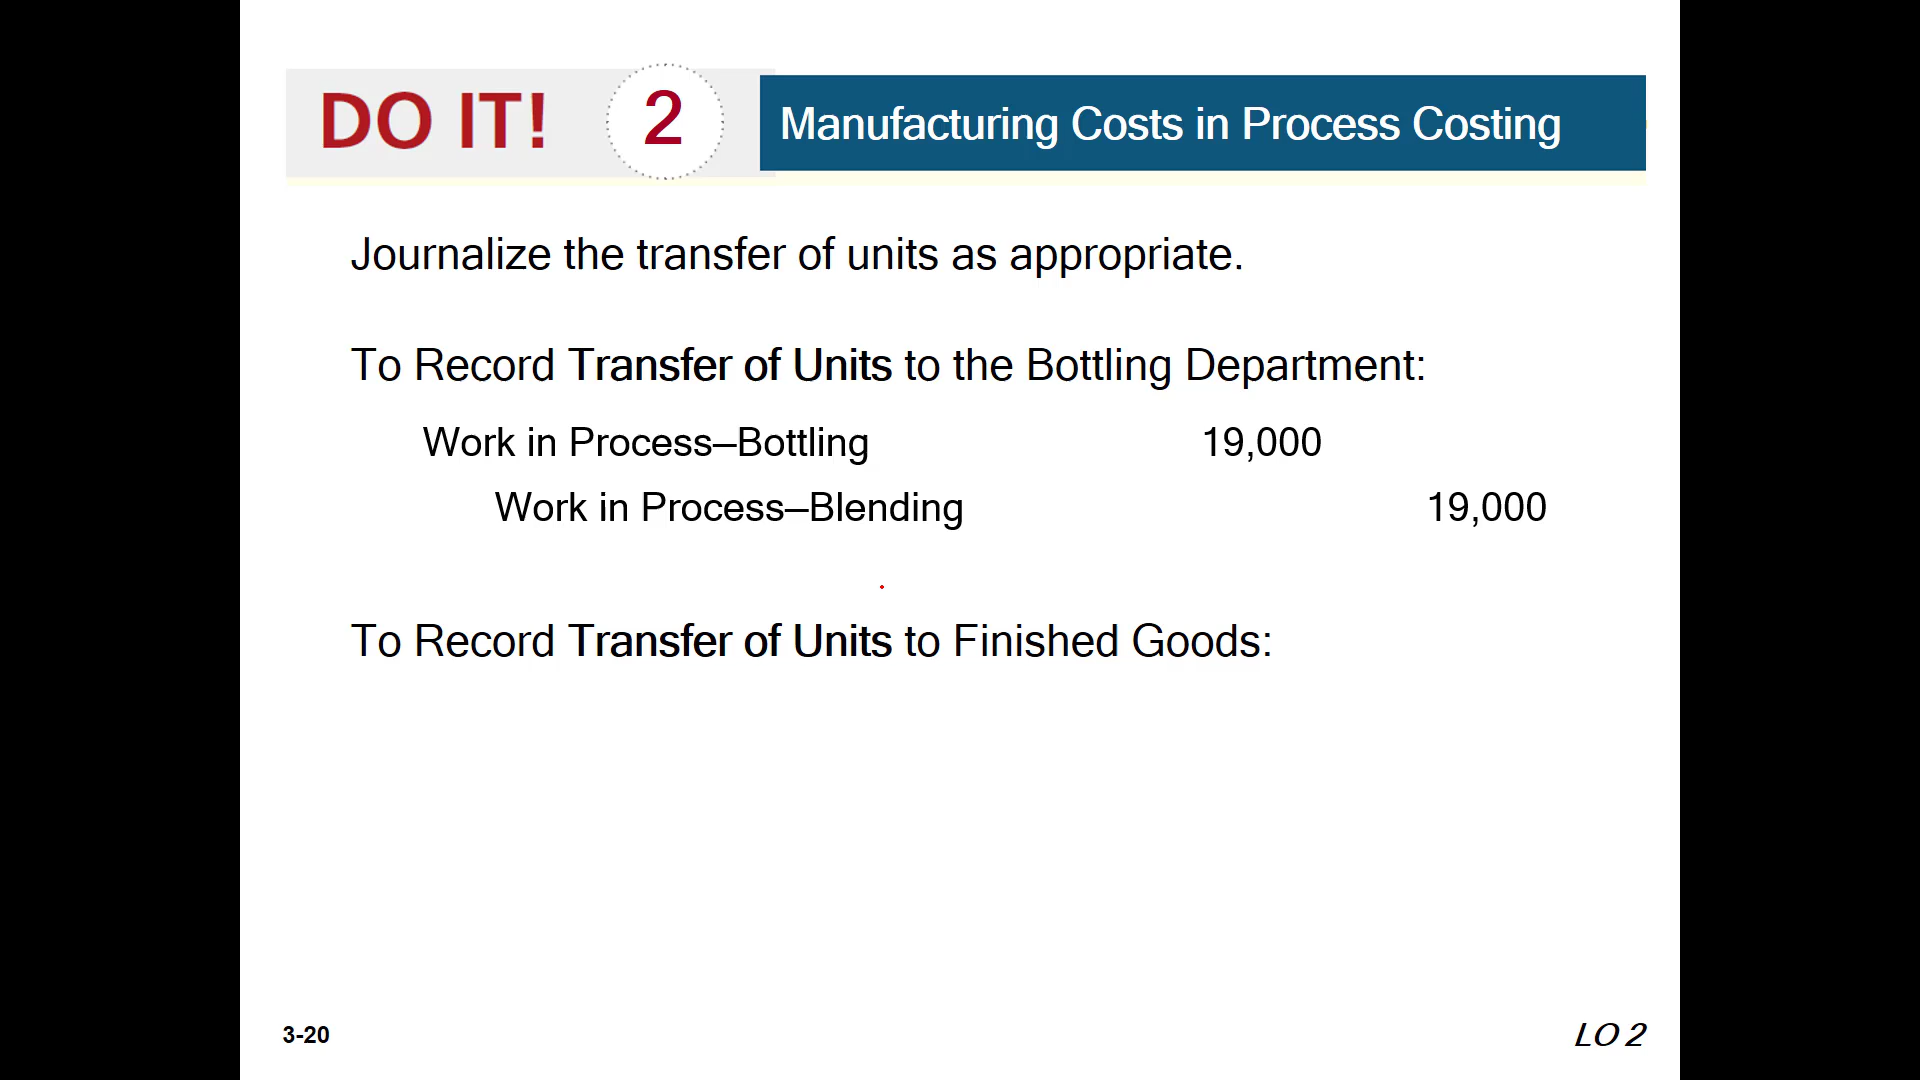 DO IT! 2 Manufacturing Costs in Process Costing
Journalize the transfer of units as appropriate.
To Record Transfer of Units to the Bottling Department:
Work in Process—Bottling 19,000
Work in Process—Blending 19,000
To Record Transfer of Units to Finished Goods:
3-20 LO 2